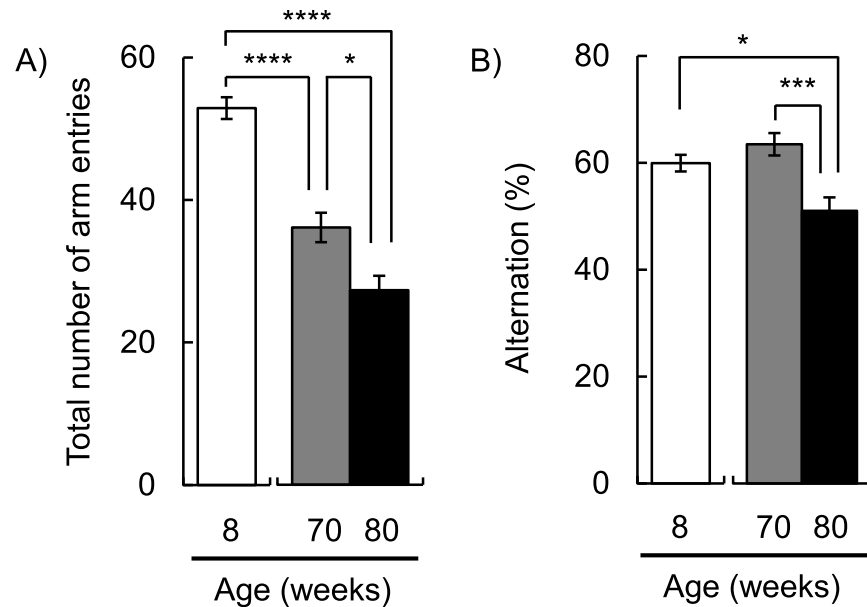 A)
Total number of arm entries
60
40
20
0
****
**** *
8 70 80
Age (weeks)
B)
Alternation (%)
80
60
40
20
0
*
***
8 70 80
Age (weeks)